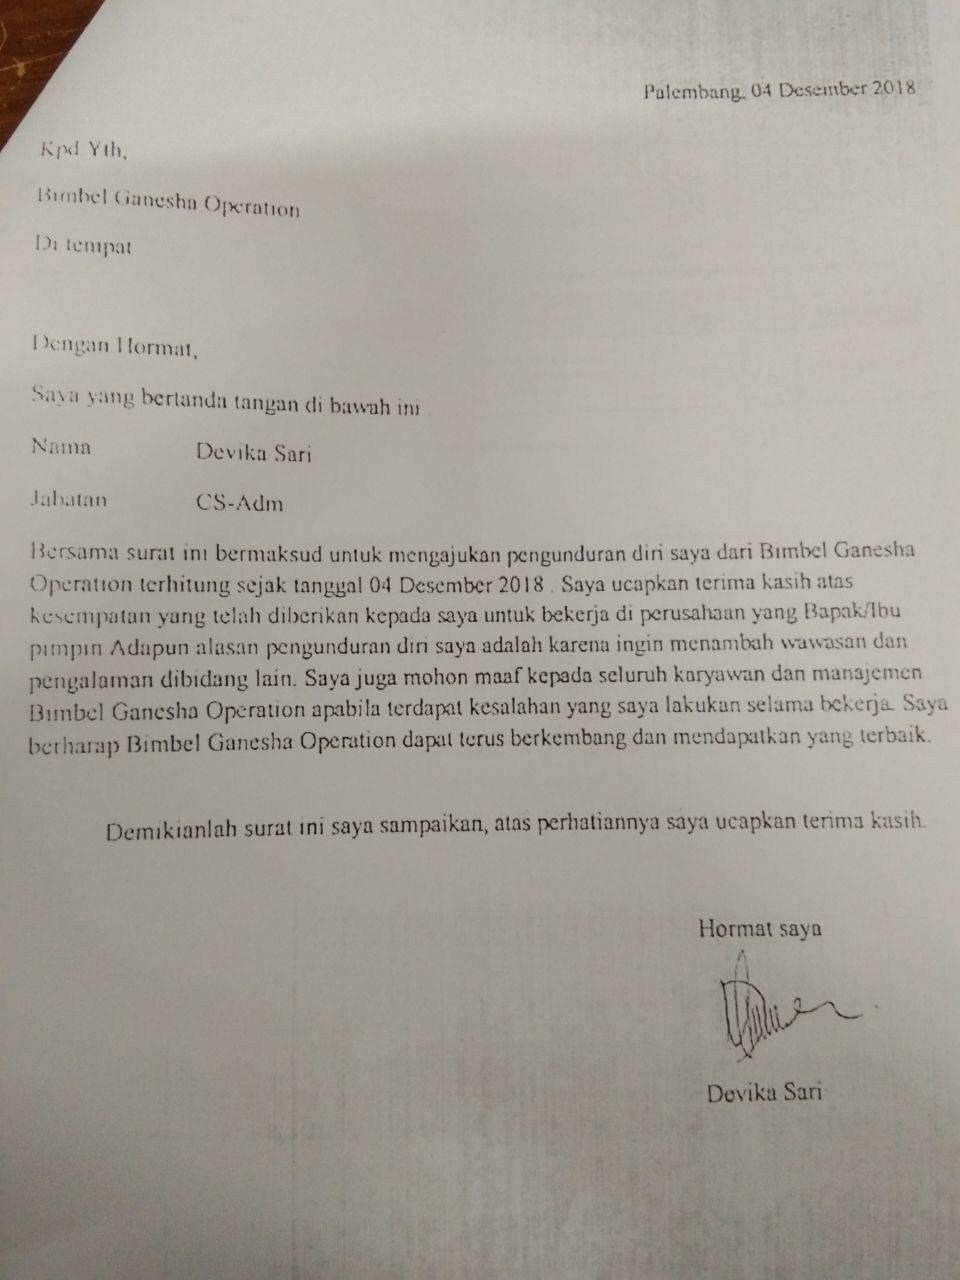 Palembang, 04 Desember 2018
Kpd Yth,
Bimbel Ganesha Operation
Di tempat
Dengan Hormat,
Saya yang bertanda tangan di bawah ini
Nama Devika Sari
Jabatan CS-Adm
Bersama surat ini bermaksud untuk mengajukan pengunduran diri saya dari Bimbel Ganesha
Operation terhitung sejak tanggal 04 Desember 2018 . Saya ucapkan terima kasih atas
kesempatan yang telah diberikan kepada saya untuk bekerja di perusahaan yang Bapak/Ibu
pimpin Adapun alasan pengunduran diri saya adalah karena ingin menambah wawasan dan
pengalaman dibidang lain. Saya juga mohon maaf kepada seluruh karyawan dan manajemen
Bimbel Ganesha Operation apabila terdapat kesalahan yang saya lakukan selama bekerja. Saya
berharap Bimbel Ganesha Operation dapat terus berkembang dan mendapatkan yang terbaik.
Demikianlah surat ini saya sampaikan, atas perhatiannya saya ucapkan terima kasih.
Hormat saya
Devika Sari